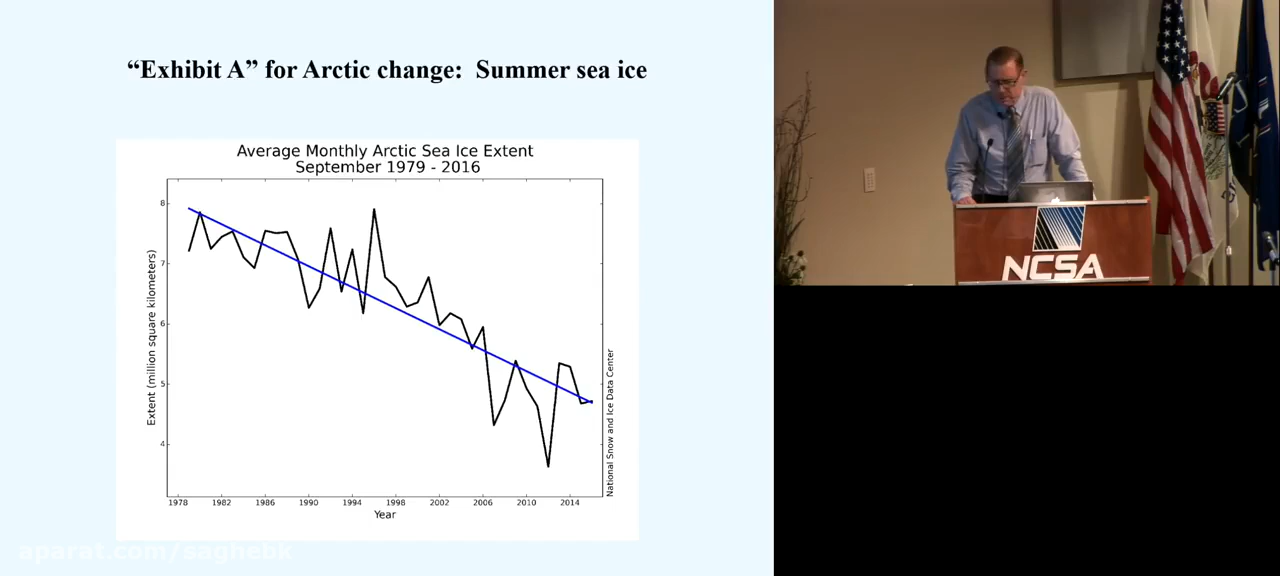 “Exhibit A” for Arctic change:  Summer sea ice
Average Monthly Arctic Sea Ice Extent
September 1979 - 2016
8
7
6
5
4
Extent (million square kilometers)
1978 1982 1986 1990 1994 1998 2002 2006 2010 2014
Year
National Snow and Ice Data Center
NCSA
aparat.com/saghebk